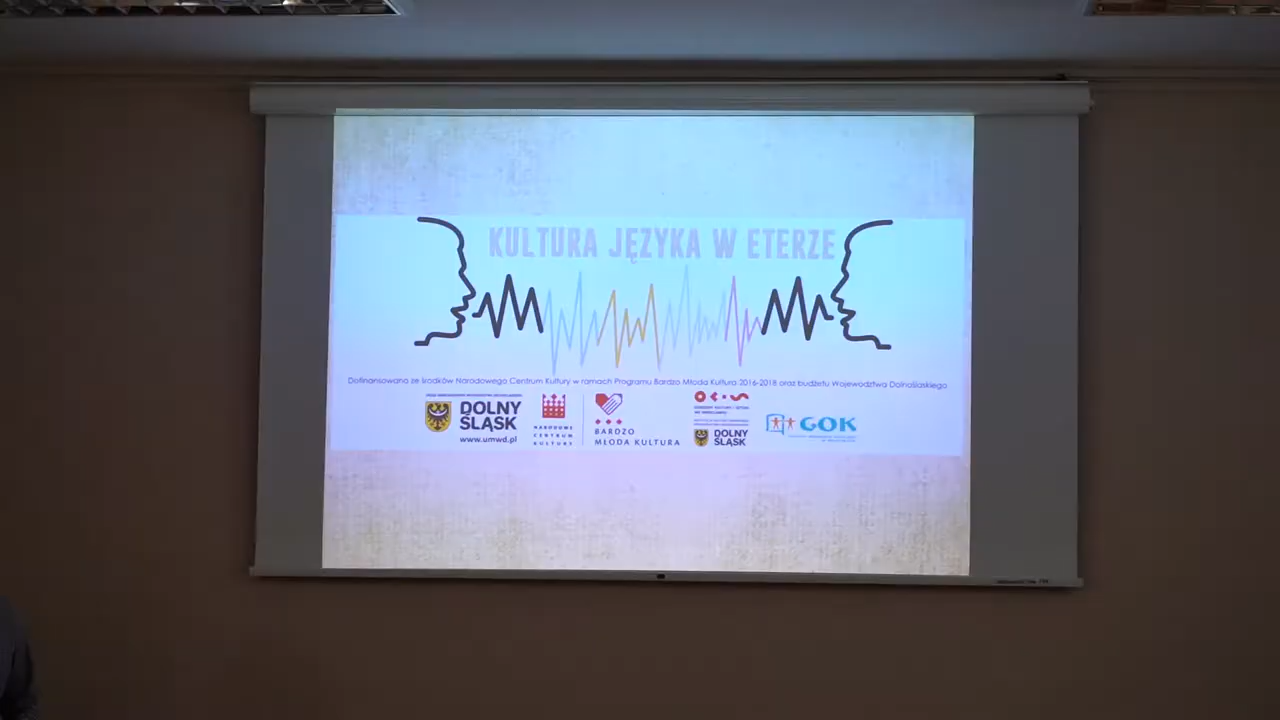 KULTURA JĘZYKA W ETERZE
Dofinansowano ze środków Narodowego Centrum Kultury w ramach Programu Bardzo Młoda Kultura 2016-2018 oraz budżetu Województwa Dolnośląskiego
DOLNY
ŚLĄSK
www.umwd.pl
NARODOWE
CENTRUM
KULTURY
BARDZO
MŁODA KULTURA
DOLNY
ŚLĄSK
GOK